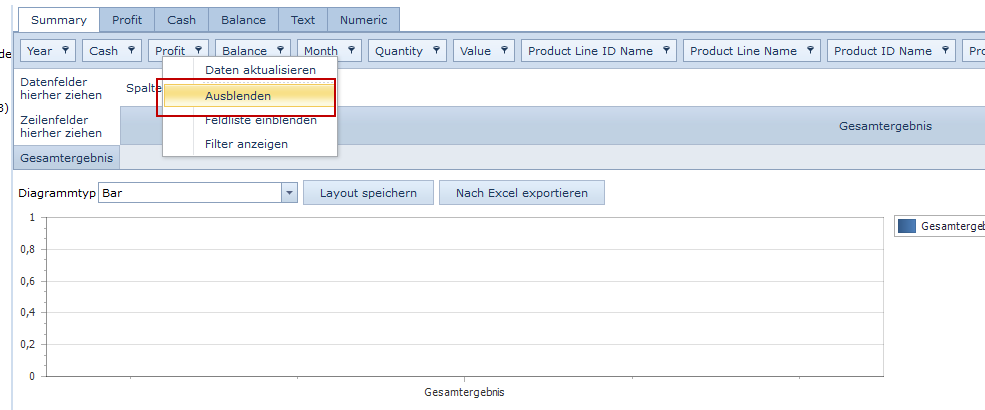 Summary Profit Cash Balance Text Numeric
Year Cash Profit Balance Month Quantity Value Product Line ID Name Product Line Name Product ID Name Pro
de
Datenfelder
hierher ziehen
Spalte
Daten aktualisieren
Ausblenden
Feldliste einblenden
Filter anzeigen
3)
Zeilenfelder
hierher ziehen
Gesamtergebnis
Gesamtergebnis
Diagrammtyp Bar Layout speichern Nach Excel exportieren
1
0,8
0,6
0,4
0,2
0
Gesamtergebnis
Gesamtergeb